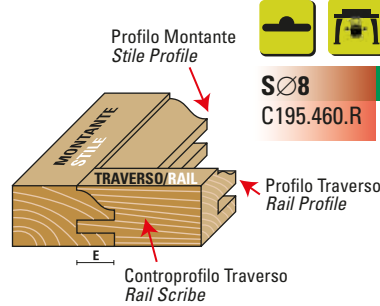 Profilo Montante
Stile Profile
S∅8
C195.460.R
MONTANTE
STILE
TRAVERSO/RAIL
Profilo Traverso
Rail Profile
E
Controprofilo Traverso
Rail Scribe